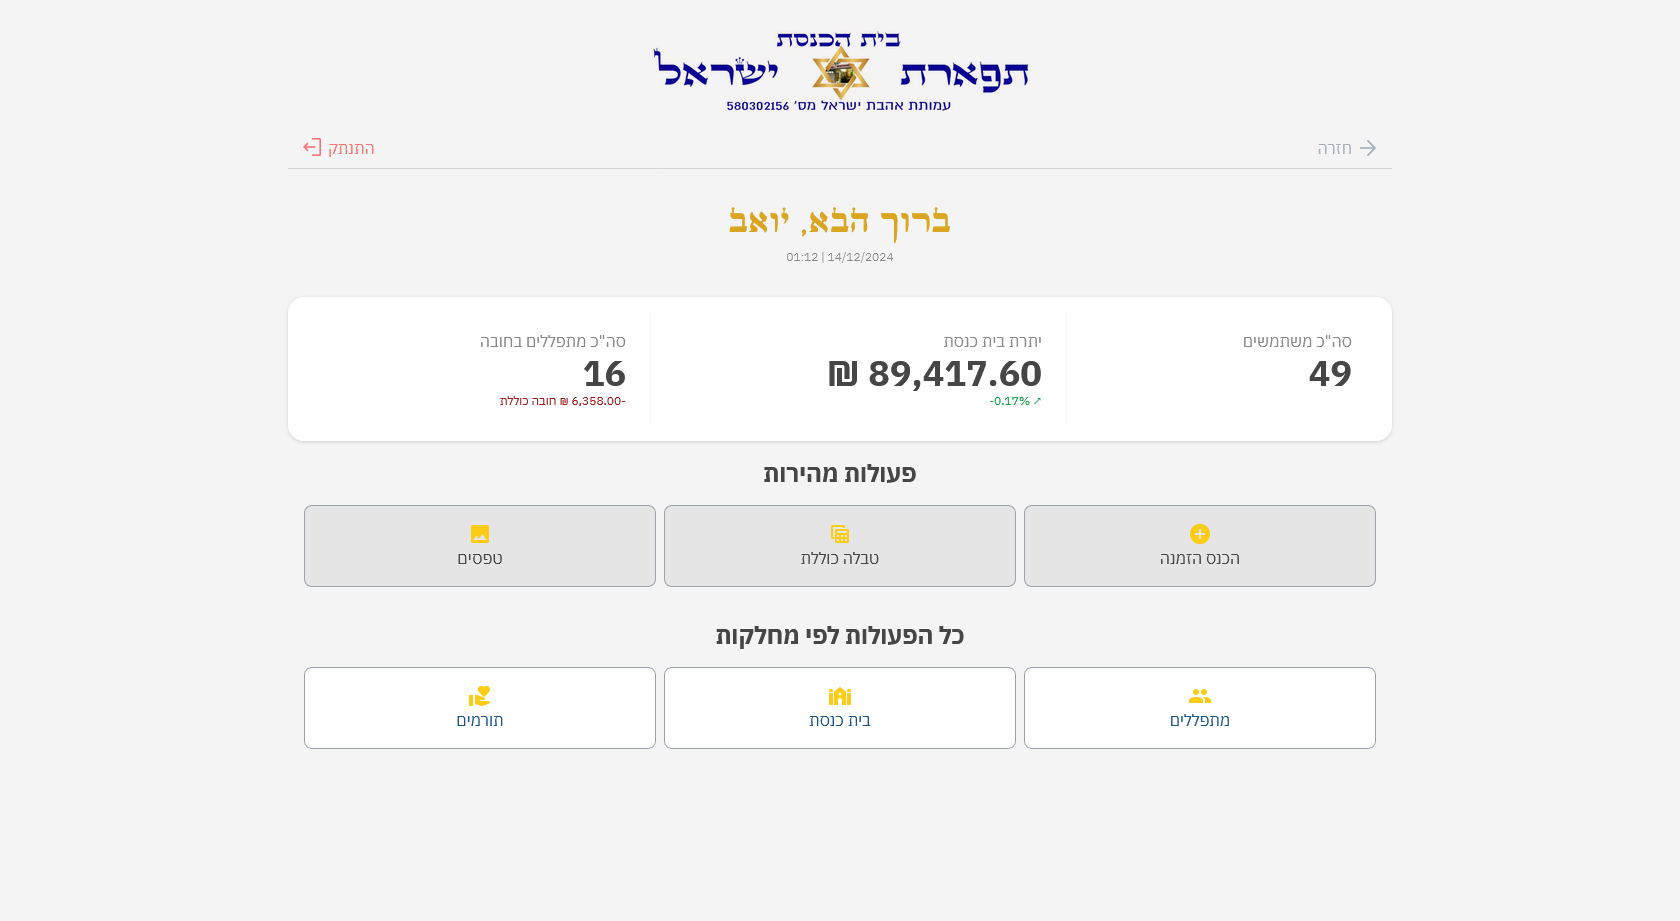 בית הכנסת
תפארת ישראל
עמותת אהבת ישראל מס' 580302156
חזרה
התנתק
ברוך הבא, יואב
14/12/2024 | 01:12
סה"כ משתמשים
49
יתרת בית כנסת
89,417.60 ₪
↗ 0.17%-
סה"כ מתפללים בחובה
16
-6,358.00 ₪ חובה כוללת
פעולות מהירות
הכנס הזמנה
טבלה כוללת
טפסים
כל הפעולות לפי מחלקות
מתפללים
בית כנסת
תורמים